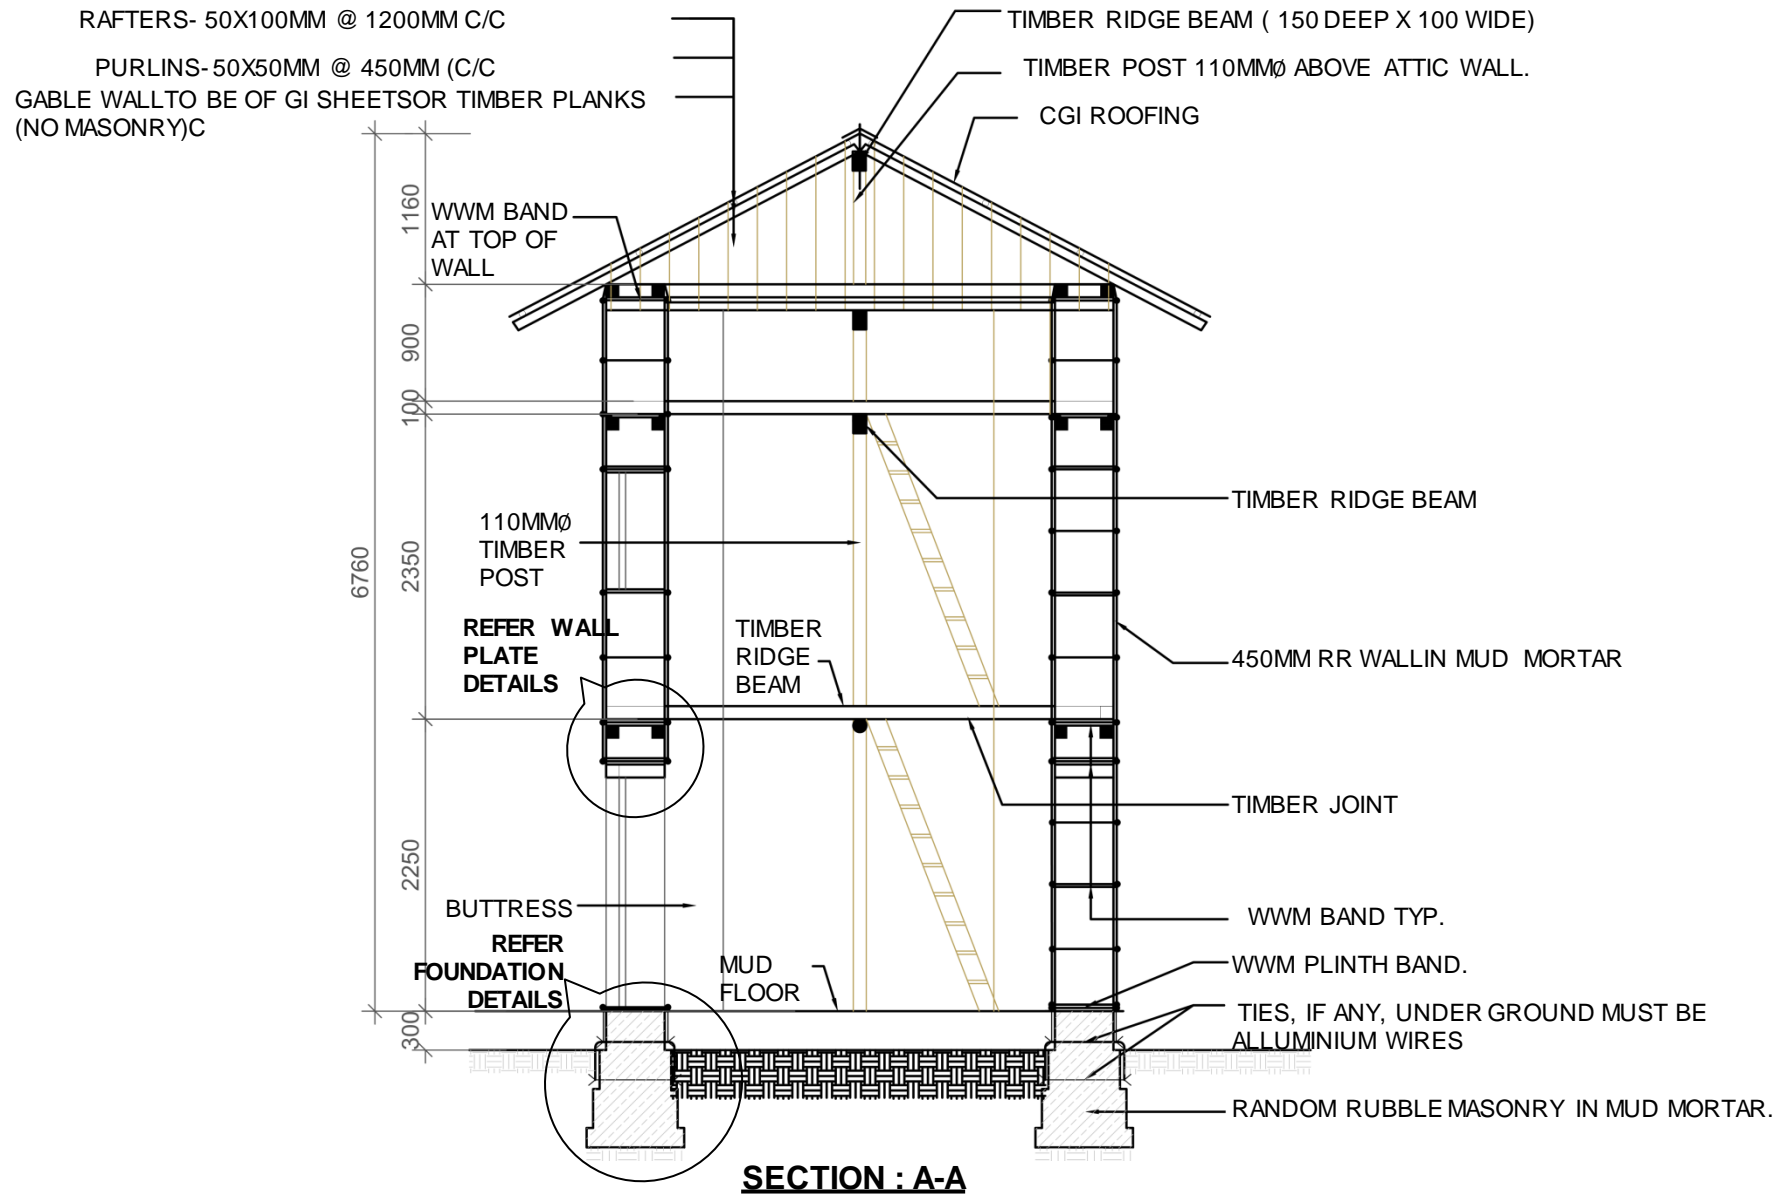 RAFTERS- 50X100MM @ 1200MM C/C
PURLINS- 50X50MM @ 450MM (C/C
GABLE WALLTO BE OF GI SHEETSOR TIMBER PLANKS
(NO MASONRY)C
TIMBER RIDGE BEAM ( 150 DEEP X 100 WIDE)
TIMBER POST 110MMØ ABOVE ATTIC WALL.
CGI ROOFING
WWM BAND
AT TOP OF
WALL
1160
900
100
2350
6760
2250
300
110MMØ
TIMBER
POST
TIMBER RIDGE BEAM
REFER WALL
PLATE
DETAILS
TIMBER
RIDGE
BEAM
450MM RR WALLIN MUD MORTAR
TIMBER JOINT
BUTTRESS
WWM BAND TYP.
REFER
FOUNDATION
DETAILS
MUD
FLOOR
WWM PLINTH BAND.
TIES, IF ANY, UNDER GROUND MUST BE
ALLUMINIUM WIRES
RANDOM RUBBLE MASONRY IN MUD MORTAR.
SECTION : A-A